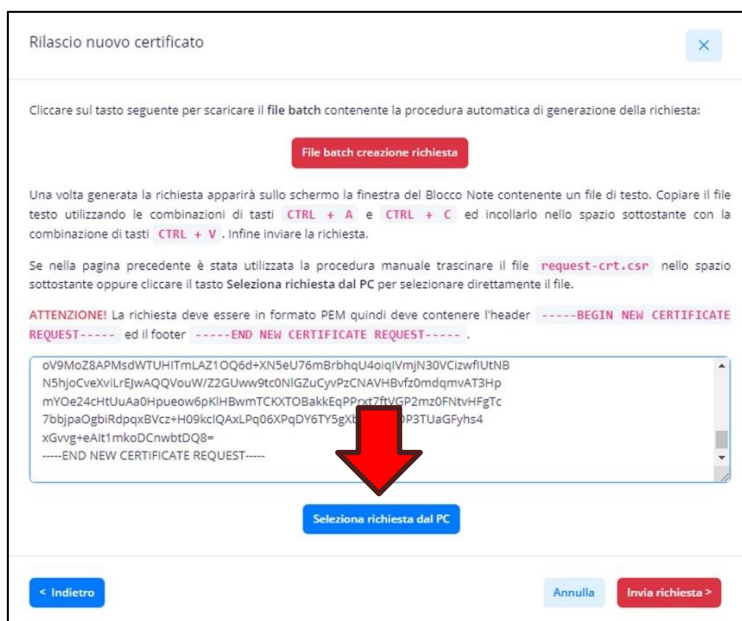 Rilascio nuovo certificato
×
Cliccare sul tasto seguente per scaricare il file batch contenente la procedura automatica di generazione della richiesta:
File batch creazione richiesta
Una volta generata la richiesta apparirà sullo schermo la finestra del Blocco Note contenente un file di testo. Copiare il file
testo utilizzando le combinazioni di tasti CTRL + A e CTRL + C ed incollarlo nello spazio sottostante con la
combinazione di tasti CTRL + V . Infine inviare la richiesta.
Se nella pagina precedente è stata utilizzata la procedura manuale trascinare il file request-crt.csr nello spazio
sottostante oppure cliccare il tasto Seleziona richiesta dal PC per selezionare direttamente il file.
ATTENZIONE! La richiesta deve essere in formato PEM quindi deve contenere l'header -----BEGIN NEW CERTIFICATE
REQUEST----- ed il footer -----END NEW CERTIFICATE REQUEST----- .
oV9MoZ8APMsdWTUHITmLAZ1OQ6d+XN5eU76mBrbhqU4oiqIVmjN30VCizwfIUtNB
N5hjoCveXviLrEJwAQQVouW/Z2GUww9tc0NlGZuCyvPzCNAVHBvfz0mdqmvAT3Hp
mYOe24cHtUuAa0Hpueow6pKlHBwmTCKXTOBakkEqPPrxt7ftVGP2mz0FNtvHFgTc
xGvvg+eAIt1mkoDCnwbtDQ8=
-----END NEW CERTIFICATE REQUEST-----
Seleziona richiesta dal PC
< Indietro
Annulla
Invia richiesta >